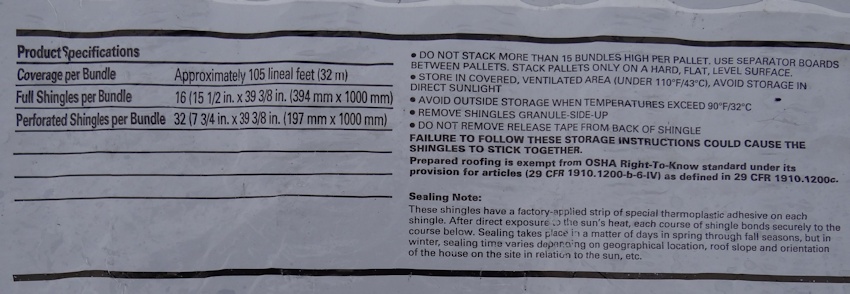 Product Specifications
Coverage per Bundle Approximately 105 lineal feet (32 m)
Full Shingles per Bundle 16 (15 1/2 in. x 39 3/8 in. (394 mm x 1000 mm)
Perforated Shingles per Bundle 32 (7 3/4 in. x 39 3/8 in. (197 mm x 1000 mm)
• DO NOT STACK MORE THAN 15 BUNDLES HIGH PER PALLET. USE SEPARATOR BOARDS
BETWEEN PALLETS. STACK PALLETS ONLY ON A HARD, FLAT, LEVEL SURFACE.
• STORE IN COVERED, VENTILATED AREA (UNDER 110°F/43°C), AVOID STORAGE IN
DIRECT SUNLIGHT
• AVOID OUTSIDE STORAGE WHEN TEMPERATURES EXCEED 90°F/32°C
• REMOVE SHINGLES GRANULE-SIDE-UP
• DO NOT REMOVE RELEASE TAPE FROM BACK OF SHINGLE
FAILURE TO FOLLOW THESE STORAGE INSTRUCTIONS COULD CAUSE THE
SHINGLES TO STICK TOGETHER.
Prepared roofing is exempt from OSHA Right-To-Know standard under its
provision for articles (29 CFR 1910.1200-b-6-IV) as defined in 29 CFR 1910.1200c.
Sealing Note:
These shingles have a factory-applied strip of special thermoplastic adhesive on each
shingle. After direct exposure to the sun's heat, each course of shingle bonds securely to the
course below. Sealing takes place in a matter of days in spring through fall seasons, but in
winter, sealing time varies depending on geographical location, roof slope and orientation
of the house on the site in relation to the sun, etc.